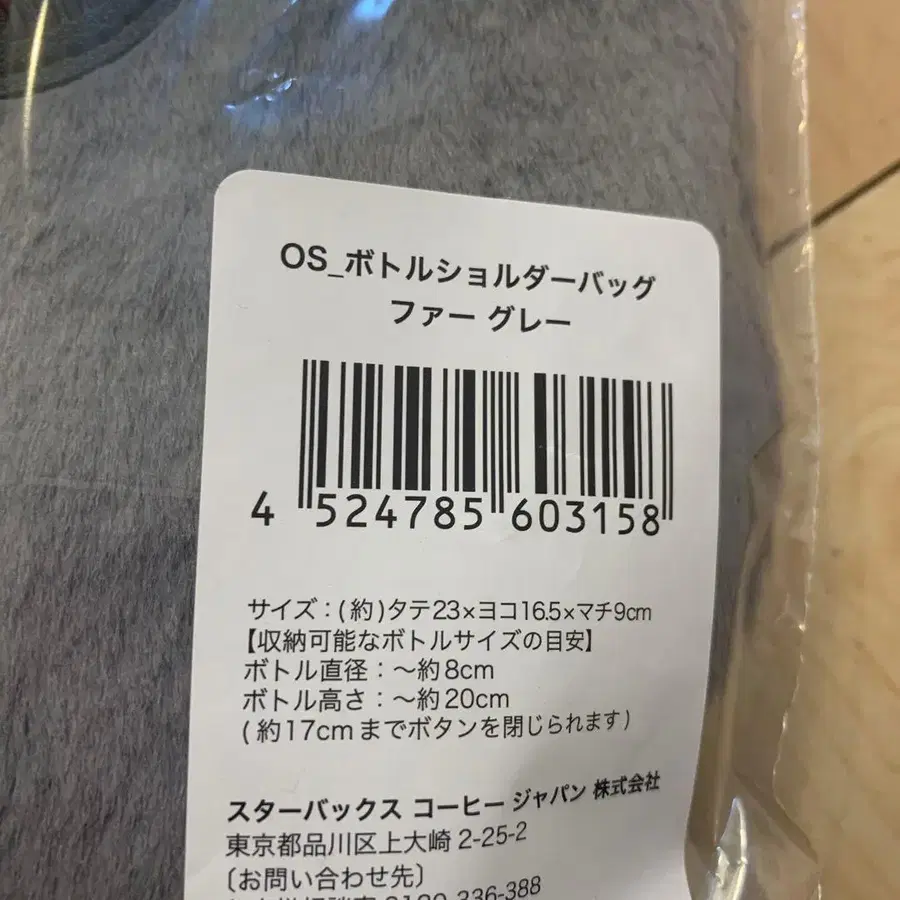 OS_ボトルショルダーバッグ
ファー グレー
4 524785 603158
サイズ：(約)タテ23×ヨコ16.5×マチ9cm
【収納可能なボトルサイズの目安】
ボトル直径：～約8cm
ボトル高さ：～約20cm
(約17cmまでボタンを閉じられます)
スターバックス コーヒー ジャパン 株式会社
東京都品川区上大崎 2-25-2
〔お問い合わせ先〕
0120-336-388